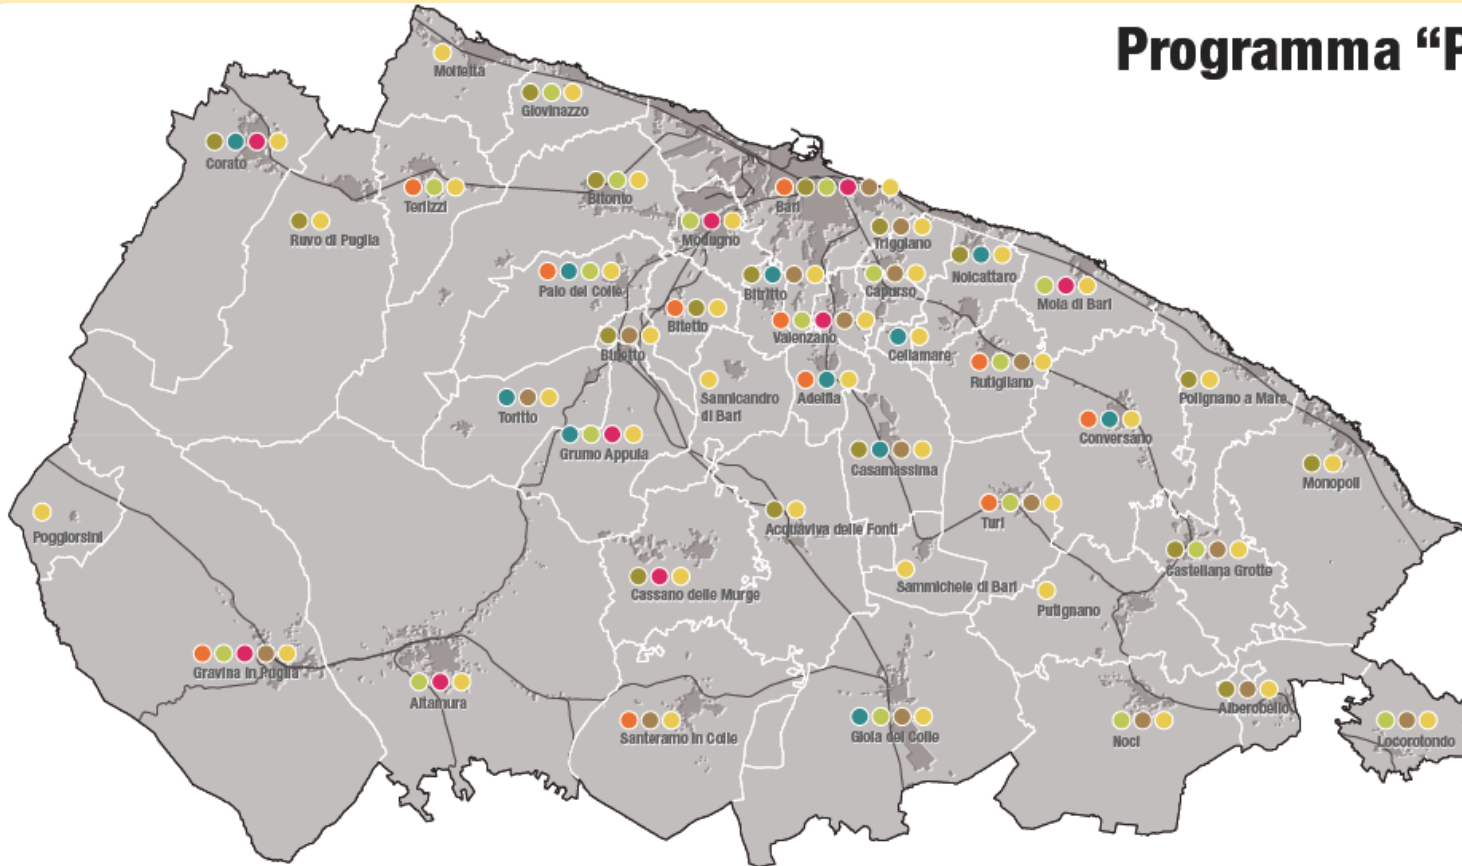 Programma “P
Molfetta
Giovinazzo
Corato
Terlizzi
Bitonto
Bari
Ruvo di Puglia
Modugno
Triggiano
Noicattaro
Palo del Colle
Bitritto
Capurso
Mola di Bari
Bitetto
Valenzano
Binetto
Cellamare
Rutigliano
Toritto
Sannicandro
di Bari
Adelfia
Polignano a Mare
Grumo Appula
Conversano
Casamassima
Monopoli
Poggiorsini
Acquaviva delle Fonti
Turi
Castellana Grotte
Cassano delle Murge
Sammichele di Bari
Putignano
Gravina in Puglia
Altamura
Alberobello
Santeramo in Colle
Gioia del Colle
Noci
Locorotondo